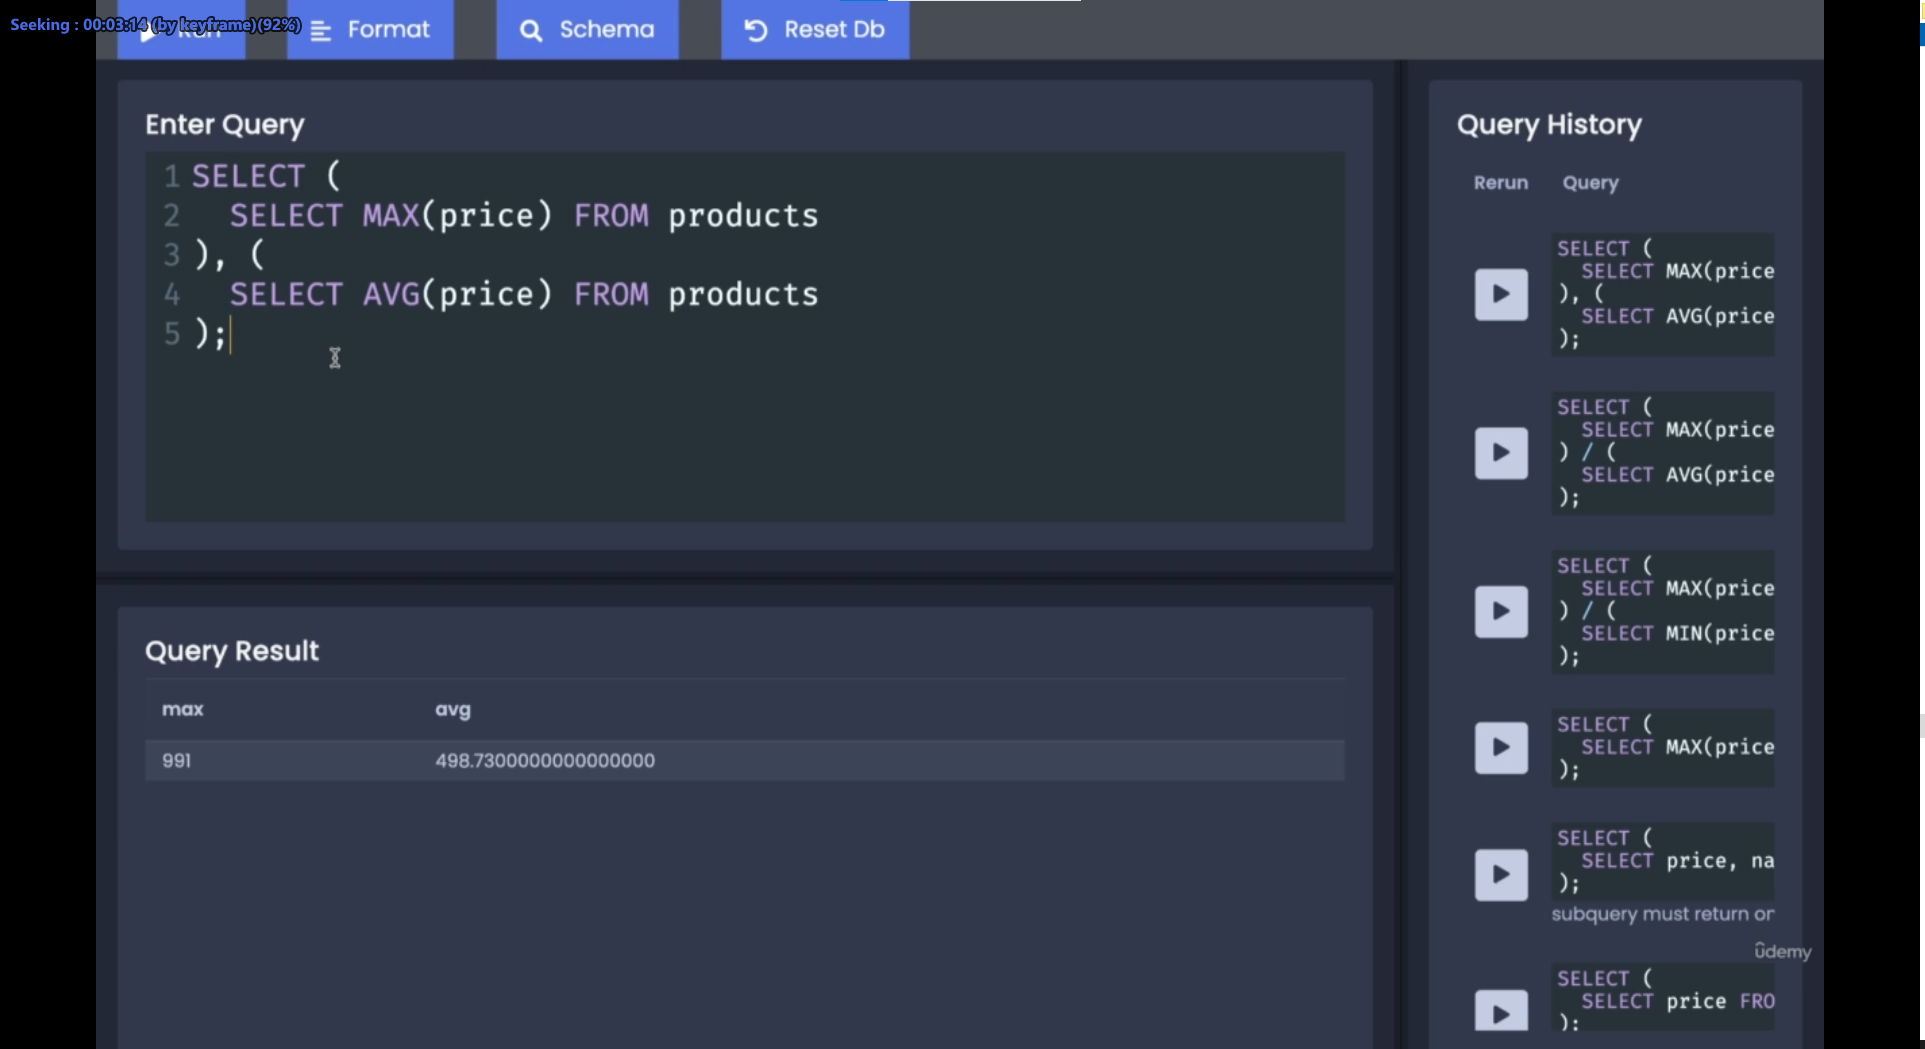 Seeking : 00:03:14 (by keyframe)(92%)
Run
Format
Schema
Reset Db
Enter Query
1 SELECT (
2   SELECT MAX(price) FROM products
3 ), (
4   SELECT AVG(price) FROM products
5 );
Query Result
max avg
991 498.7300000000000000
Query History
Rerun Query
SELECT (
  SELECT MAX(price
), (
  SELECT AVG(price
);
SELECT (
  SELECT MAX(price
) / (
  SELECT AVG(price
);
SELECT (
  SELECT MAX(price
) / (
  SELECT MIN(price
);
SELECT (
  SELECT MAX(price
);
SELECT (
  SELECT price, na
);
subquery must return or
SELECT (
  SELECT price FRO
);
ûdemy